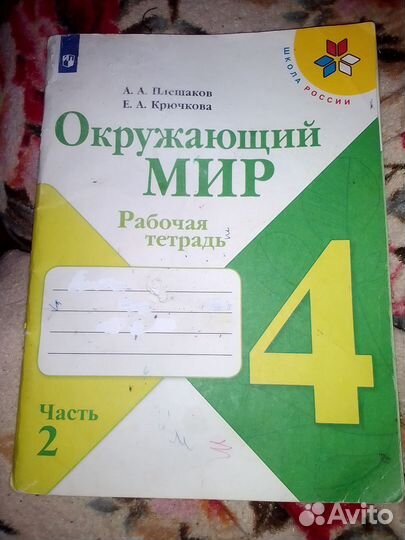 ШКОЛА РОССИИ
А. А. Плешаков
Е. А. Крючкова
Окружающий
МИР
Рабочая
тетрадь
4
Часть
2
Avito